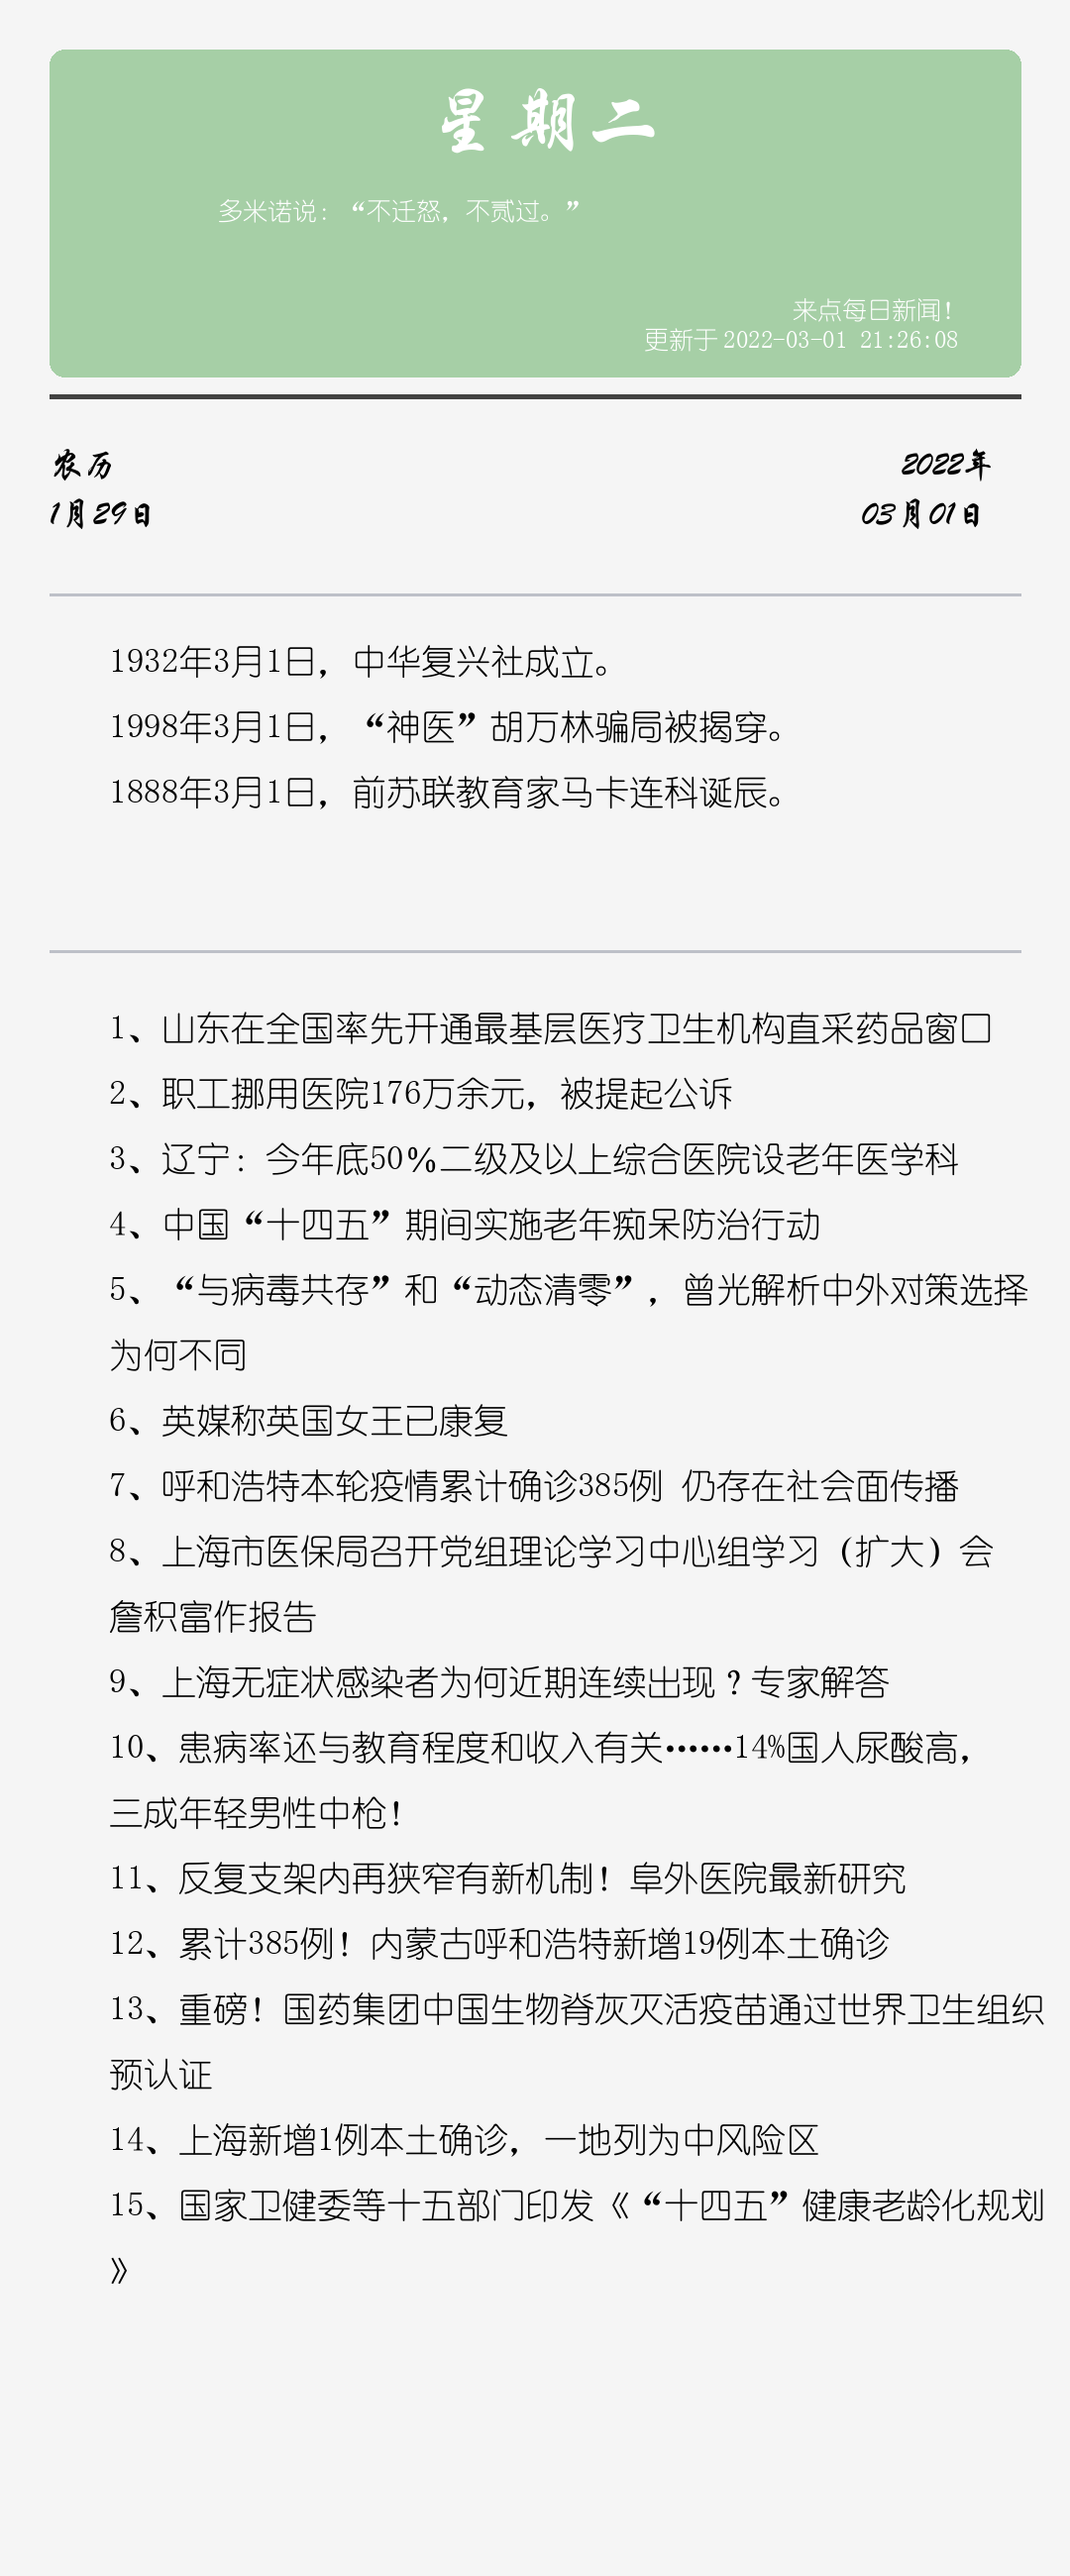 星期二
多米诺说：“不迁怒，不贰过。”
来点每日新闻！
更新于 2022-03-01 21:26:08
农历
2022年
1月29日
03月01日
1932年3月1日，中华复兴社成立。
1998年3月1日，“神医”胡万林骗局被揭穿。
1888年3月1日，前苏联教育家马卡连科诞辰。
1、山东在全国率先开通最基层医疗卫生机构直采药品窗口
2、职工挪用医院176万余元，被提起公诉
3、辽宁：今年底50％二级及以上综合医院设老年医学科
4、中国“十四五”期间实施老年痴呆防治行动
5、“与病毒共存”和“动态清零”，曾光解析中外对策选择
为何不同
6、英媒称英国女王已康复
7、呼和浩特本轮疫情累计确诊385例 仍存在社会面传播
8、上海市医保局召开党组理论学习中心组学习（扩大）会
詹积富作报告
9、上海无症状感染者为何近期连续出现？专家解答
10、患病率还与教育程度和收入有关……14%国人尿酸高，
三成年轻男性中枪！
11、反复支架内再狭窄有新机制！阜外医院最新研究
12、累计385例！内蒙古呼和浩特新增19例本土确诊
13、重磅！国药集团中国生物脊灰灭活疫苗通过世界卫生组织
预认证
14、上海新增1例本土确诊，一地列为中风险区
15、国家卫健委等十五部门印发《“十四五”健康老龄化规划
》